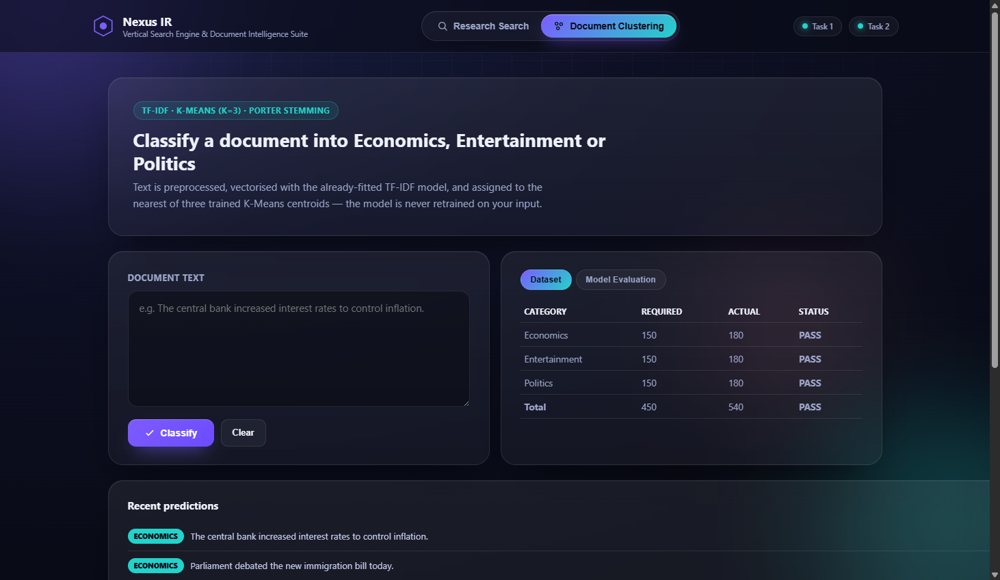 Nexus IR
Vertical Search Engine & Document Intelligence Suite
Research Search
Document Clustering
Task 1
Task 2
TF-IDF · K-MEANS (K=3) · PORTER STEMMING
Classify a document into Economics, Entertainment or
Politics
Text is preprocessed, vectorised with the already-fitted TF-IDF model, and assigned to the
nearest of three trained K-Means centroids — the model is never retrained on your input.
DOCUMENT TEXT
e.g. The central bank increased interest rates to control inflation.
Classify
Clear
Dataset
Model Evaluation
CATEGORY REQUIRED ACTUAL STATUS
Economics 150 180 PASS
Entertainment 150 180 PASS
Politics 150 180 PASS
Total 450 540 PASS
Recent predictions
ECONOMICS The central bank increased interest rates to control inflation.
ECONOMICS Parliament debated the new immigration bill today.